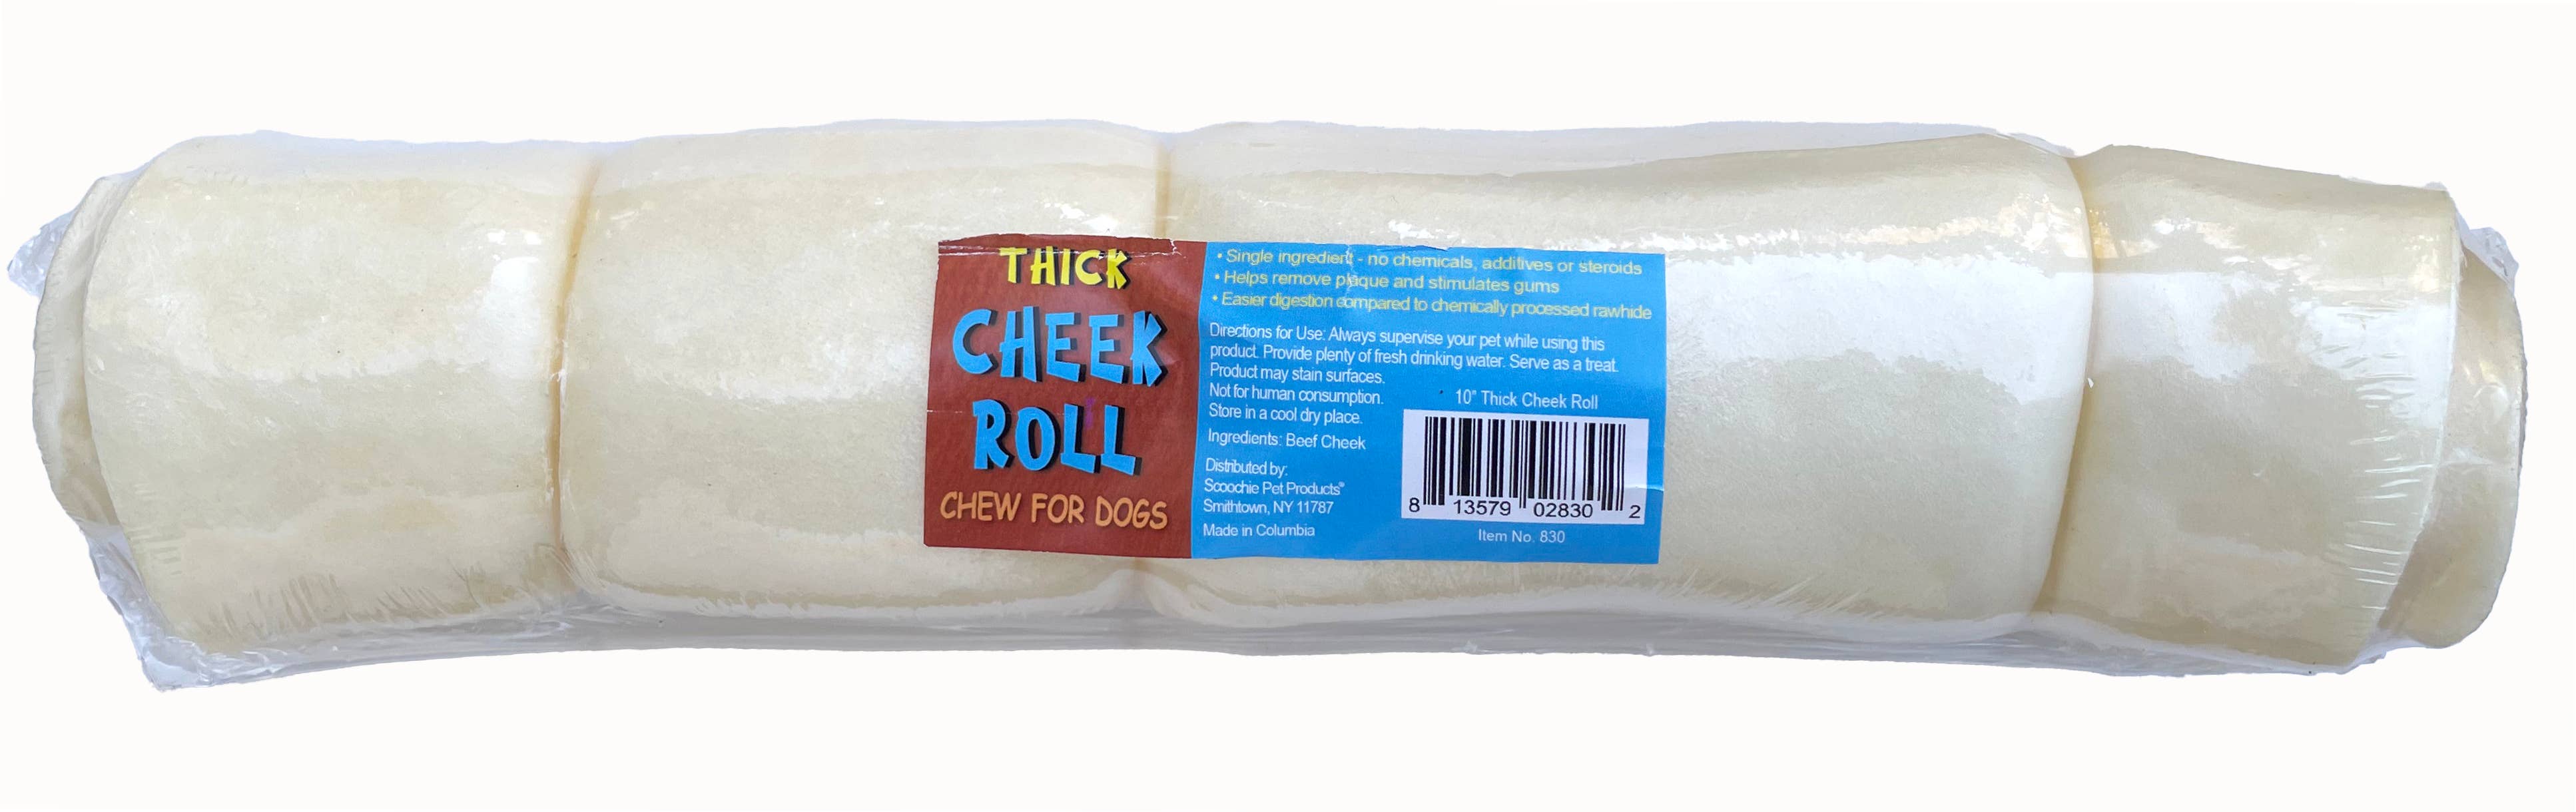 THICK
CHEEK
ROLL
CHEW FOR DOGS
• Single ingredient - no chemicals, additives or steroids
• Helps remove plaque and stimulates gums
• Easier digestion compared to chemically processed rawhide
Directions for Use: Always supervise your pet while using this
product. Provide plenty of fresh drinking water. Serve as a treat.
Product may stain surfaces.
Not for human consumption.
Store in a cool dry place.
Ingredients: Beef Cheek
Distributed by:
Scoochie Pet Products®
Smithtown, NY 11787
Made in Columbia
10" Thick Cheek Roll
8 13579 02830 2
Item No. 830